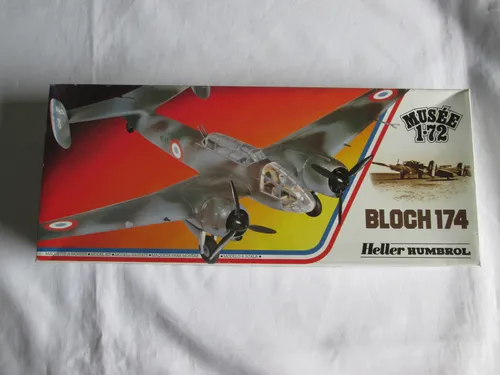 MUSÉE
1-72
BLOCH 174
Heller HUMBROL